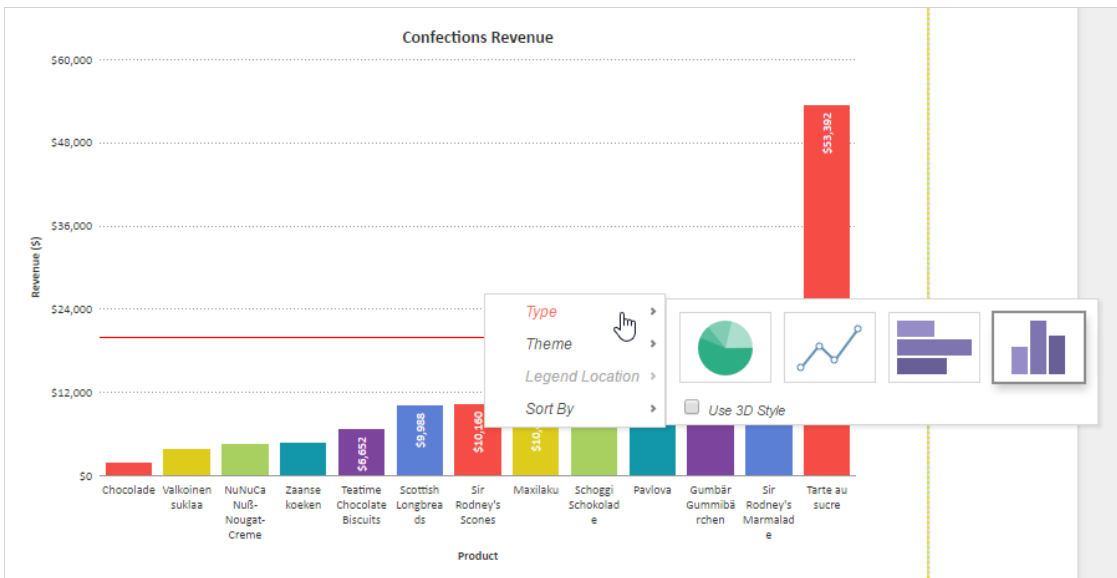 Confections Revenue
$60,000
$48,000
$36,000
$24,000
$12,000
$0
Revenue ($)
$53,392
$6,652
$9,988
$10,160
Type
Theme
Legend Location
Sort By
Use 3D Style
Chocolade
Valkoinen
suklaa
NuNuCa
Nuß-
Nougat-
Creme
Zaanse
koeken
Teatime
Chocolate
Biscuits
Scottish
Longbrea
ds
Sir
Rodney's
Scones
Maxilaku
Schoggi
Schokolad
e
Pavlova
Gumbär
Gummibä
rchen
Sir
Rodney's
Marmalad
e
Tarte au
sucre
Product